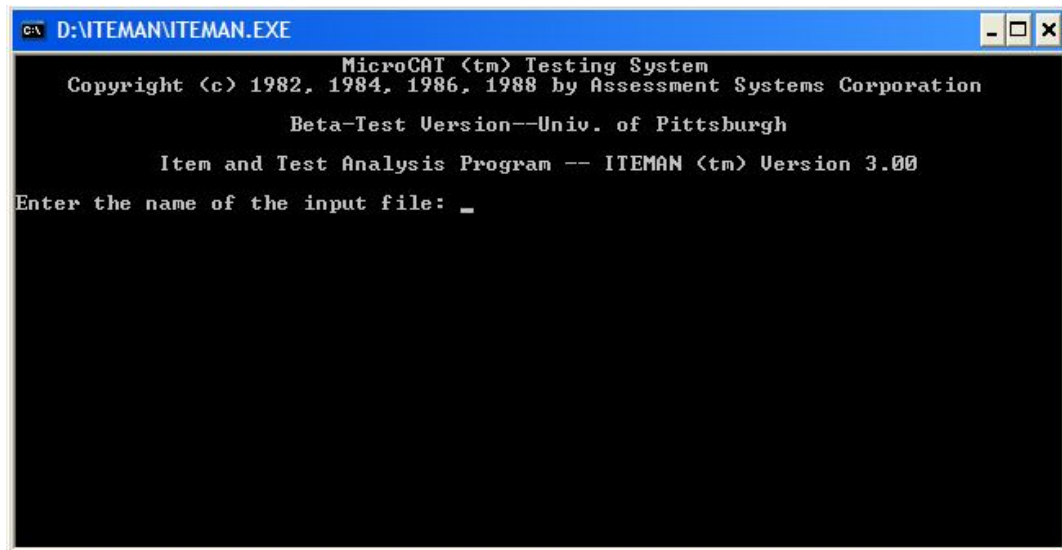 D:\ITEMAN\ITEMAN.EXE
MicroCAT (tm) Testing System
Copyright (c) 1982, 1984, 1986, 1988 by Assessment Systems Corporation
Beta-Test Version--Univ. of Pittsburgh
Item and Test Analysis Program -- ITEMAN (tm) Version 3.00
Enter the name of the input file: _